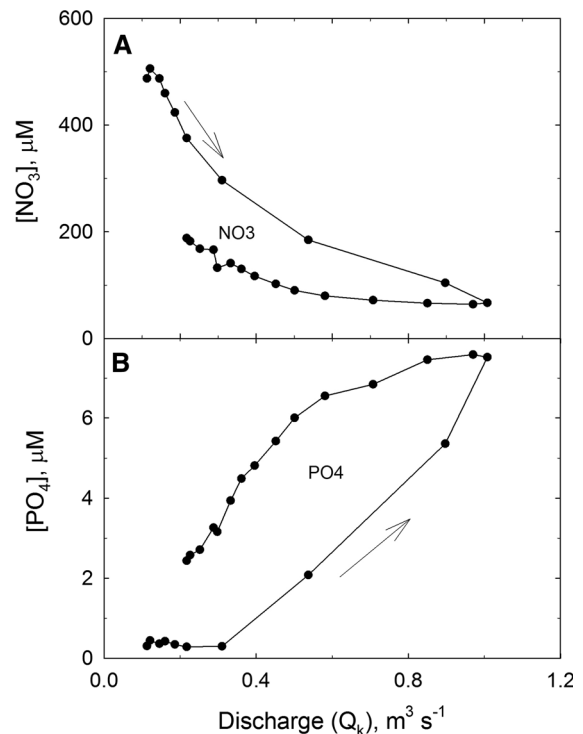 600
A
400
[NO₃], μM
200
NO3
0
B
6
[PO₄], μM
4
PO4
2
0
0.0 0.4 0.8 1.2
Discharge (Qₖ), m³ s⁻¹